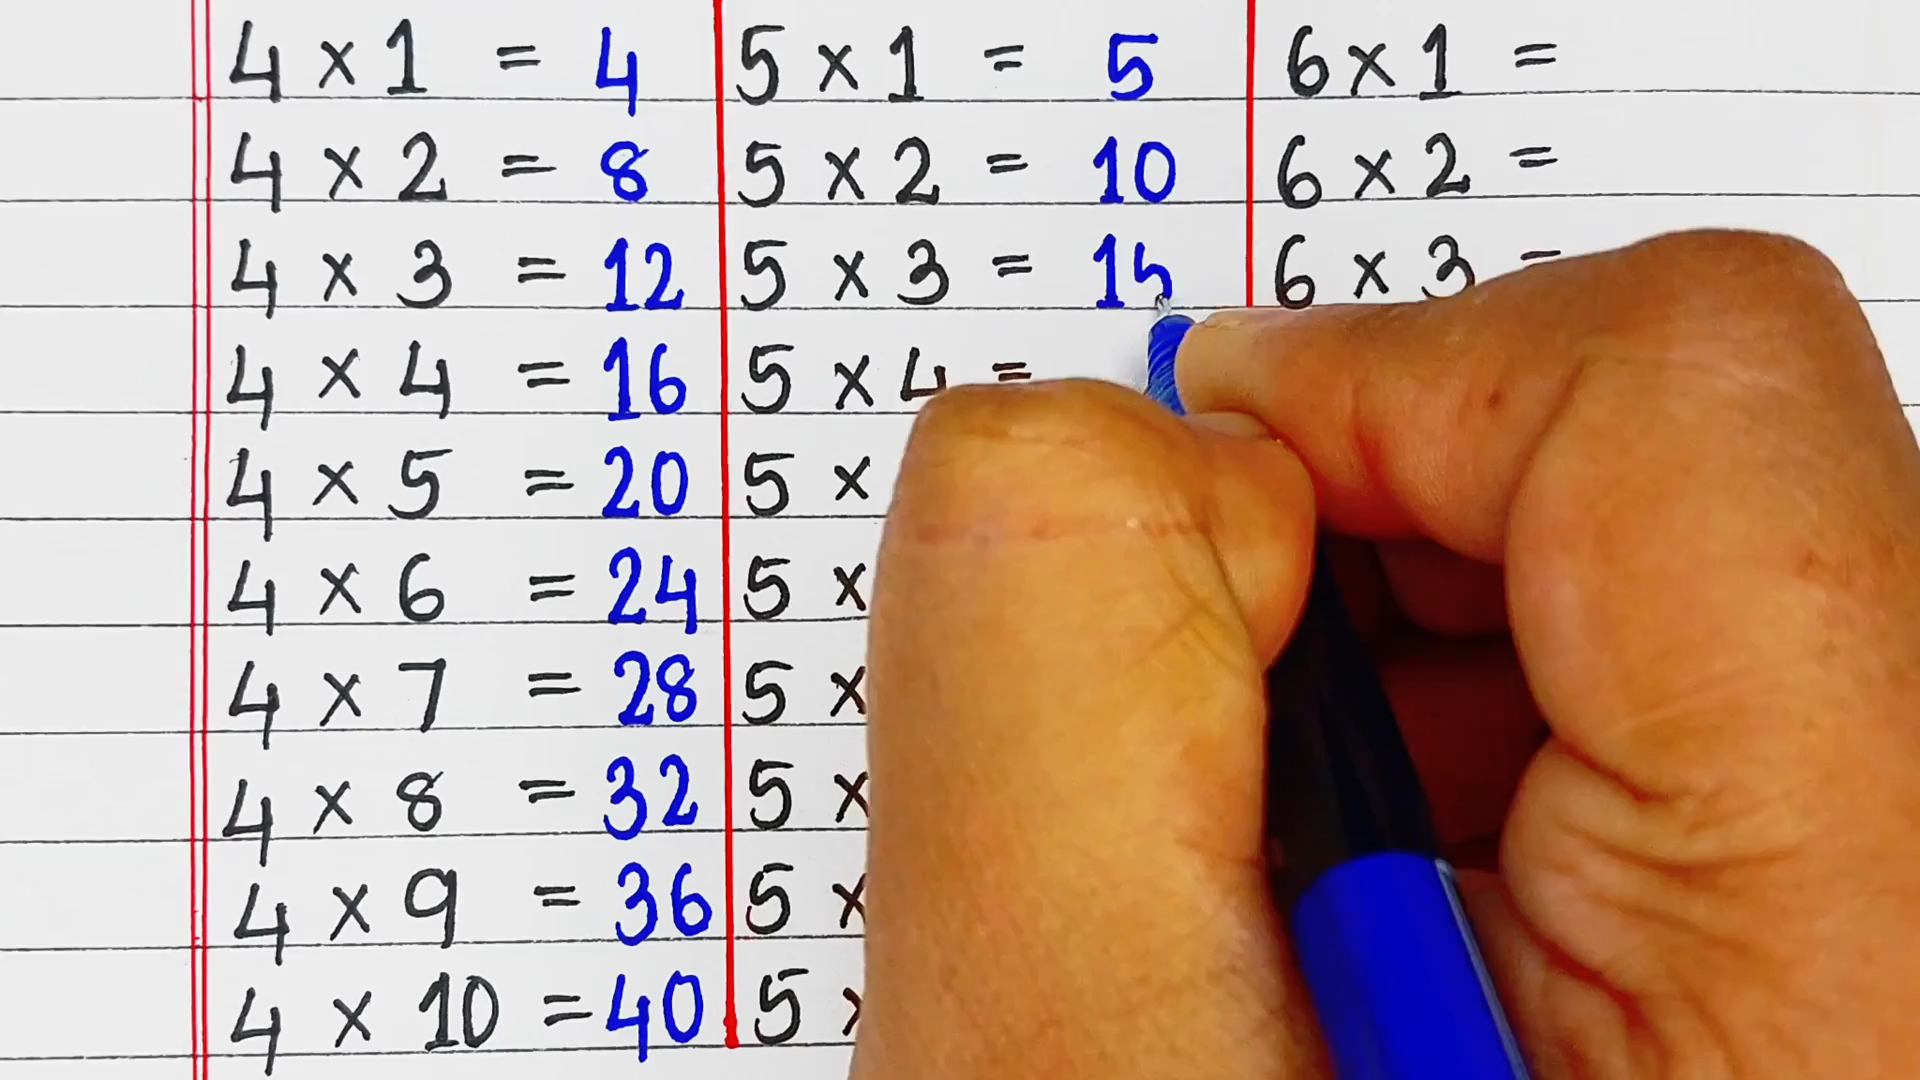 4 × 1 = 4 5 × 1 = 5 6 × 1 =
4 × 2 = 8 5 × 2 = 10 6 × 2 =
4 × 3 = 12 5 × 3 = 15 6 × 3 =
4 × 4 = 16 5 × 4 =
4 × 5 = 20 5 ×
4 × 6 = 24 5 ×
4 × 7 = 28 5 ×
4 × 8 = 32 5 ×
4 × 9 = 36 5 ×
4 × 10 = 40 5 ×